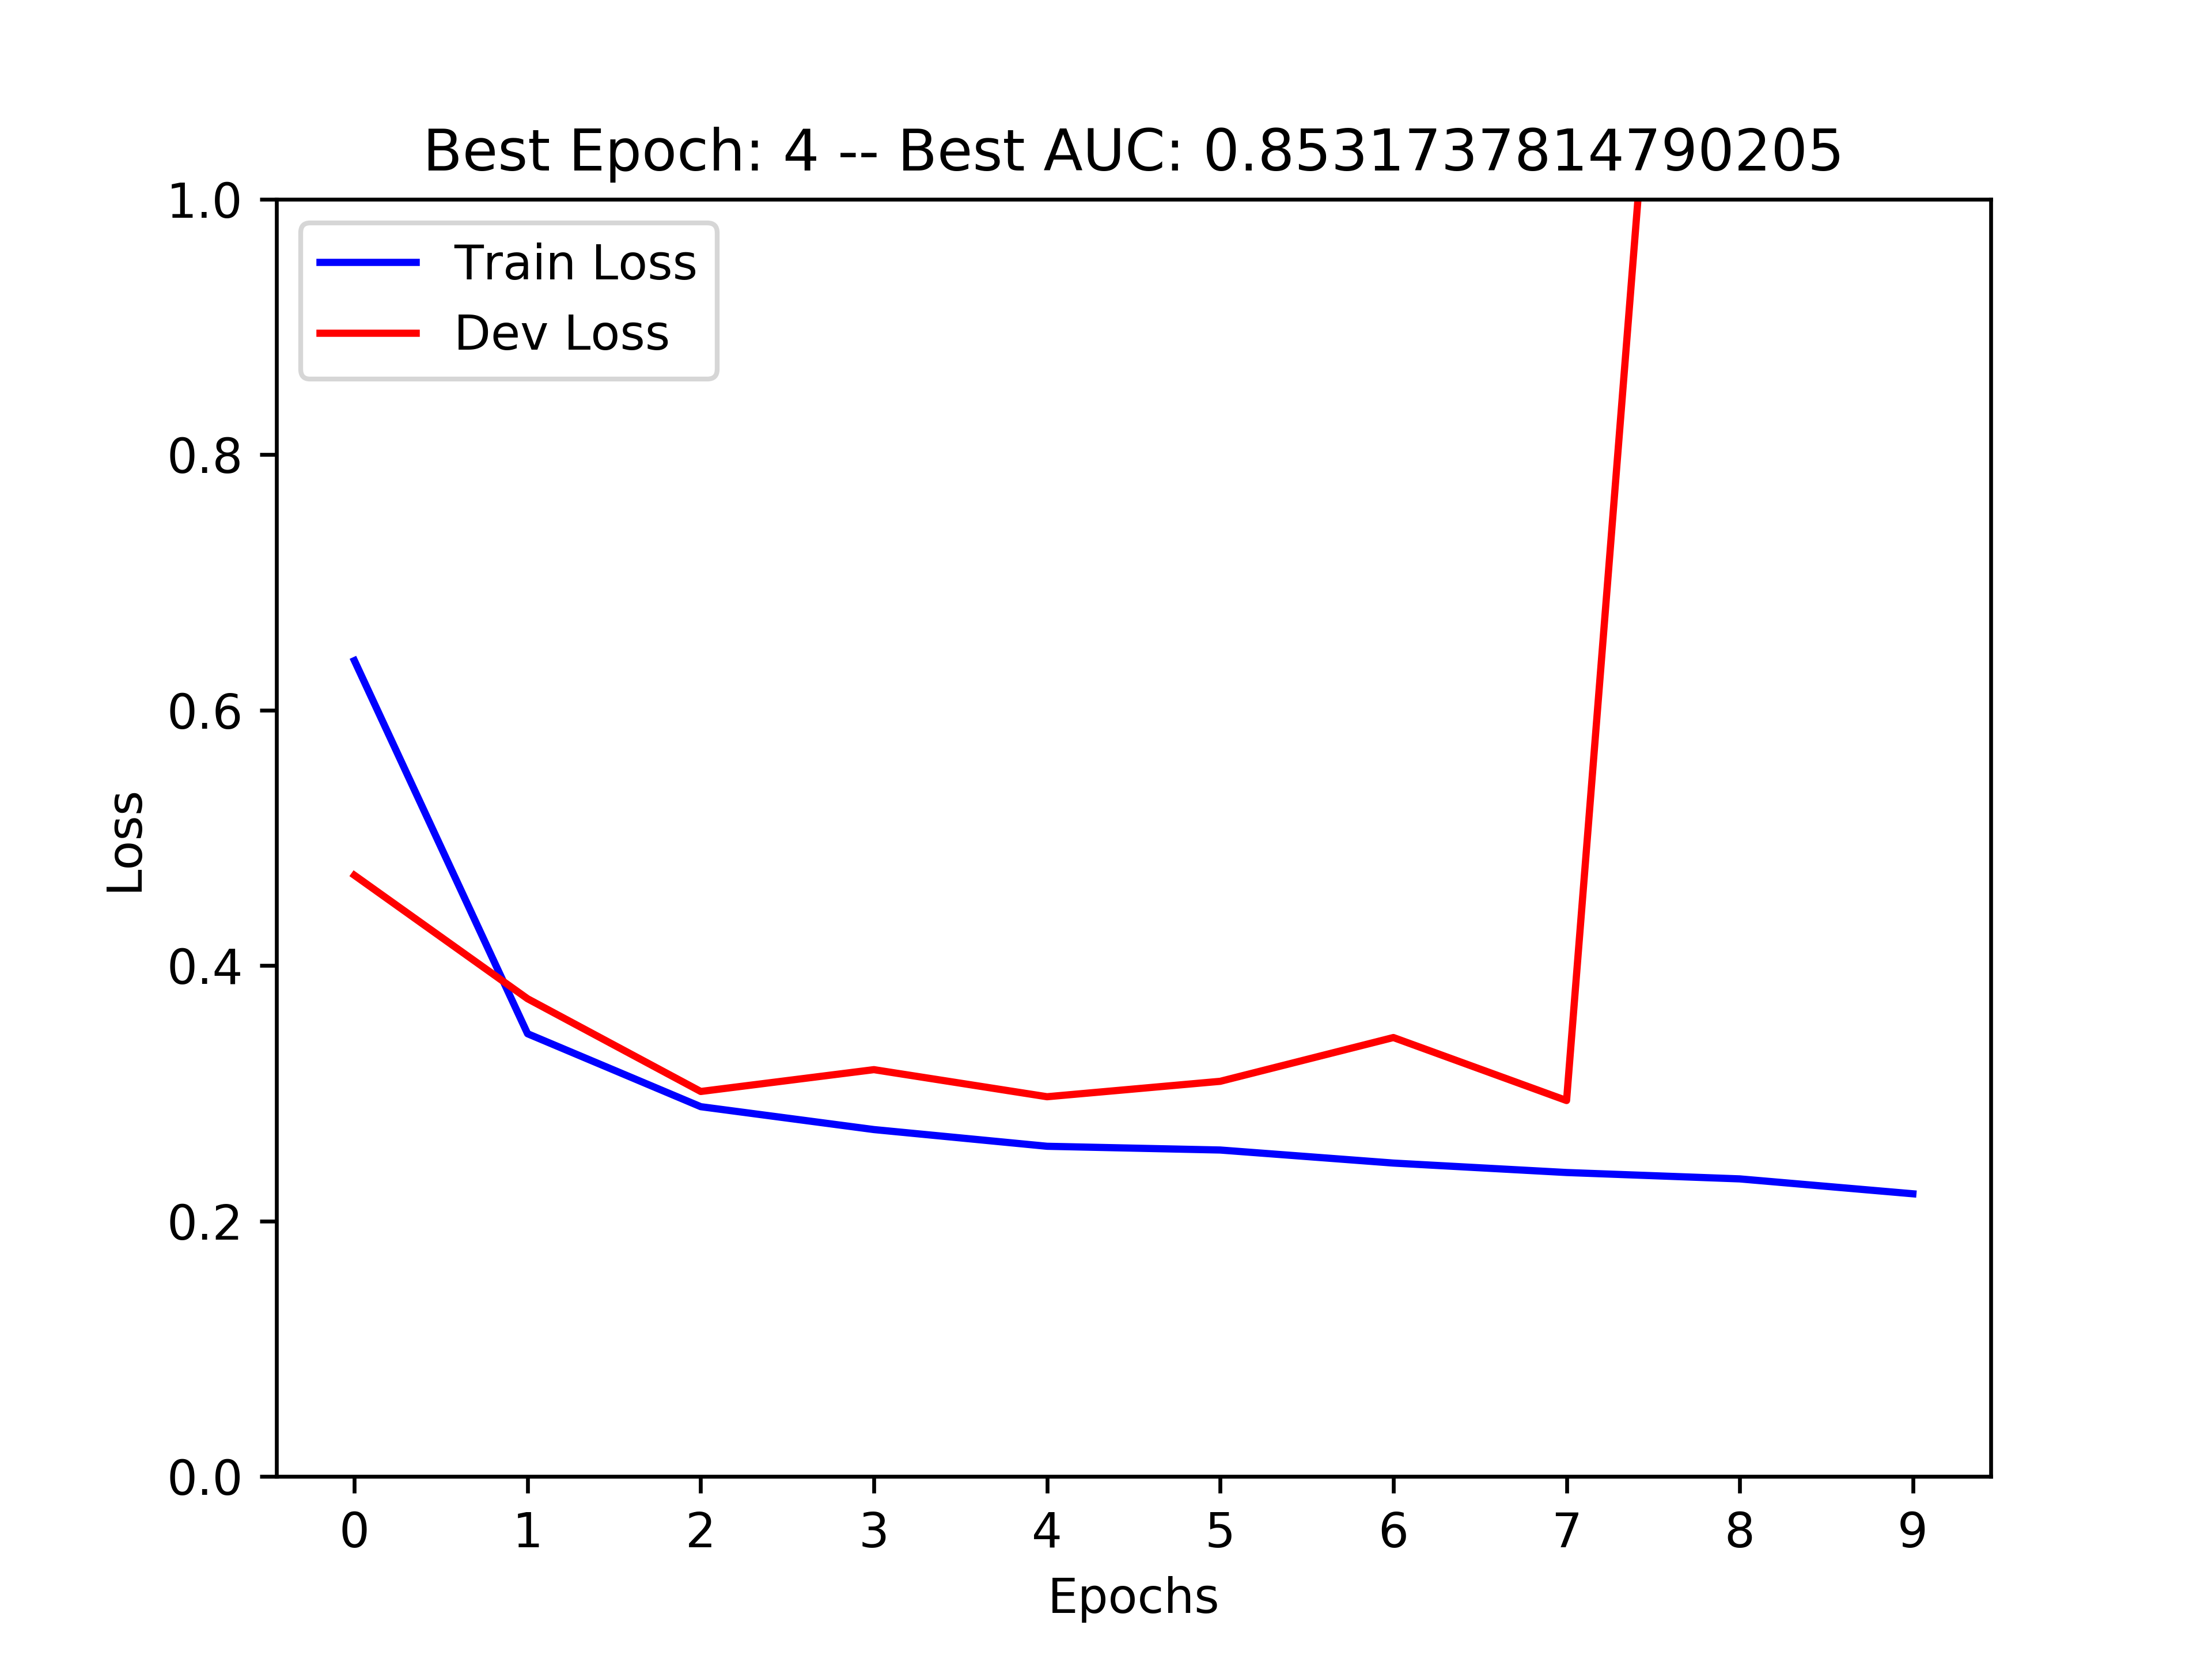 Best Epoch: 4 -- Best AUC: 0.8531737814790205
1.0
Train Loss
Dev Loss
0.8
0.6
Loss
0.4
0.2
0.0
0 1 2 3 4 5 6 7 8 9
Epochs